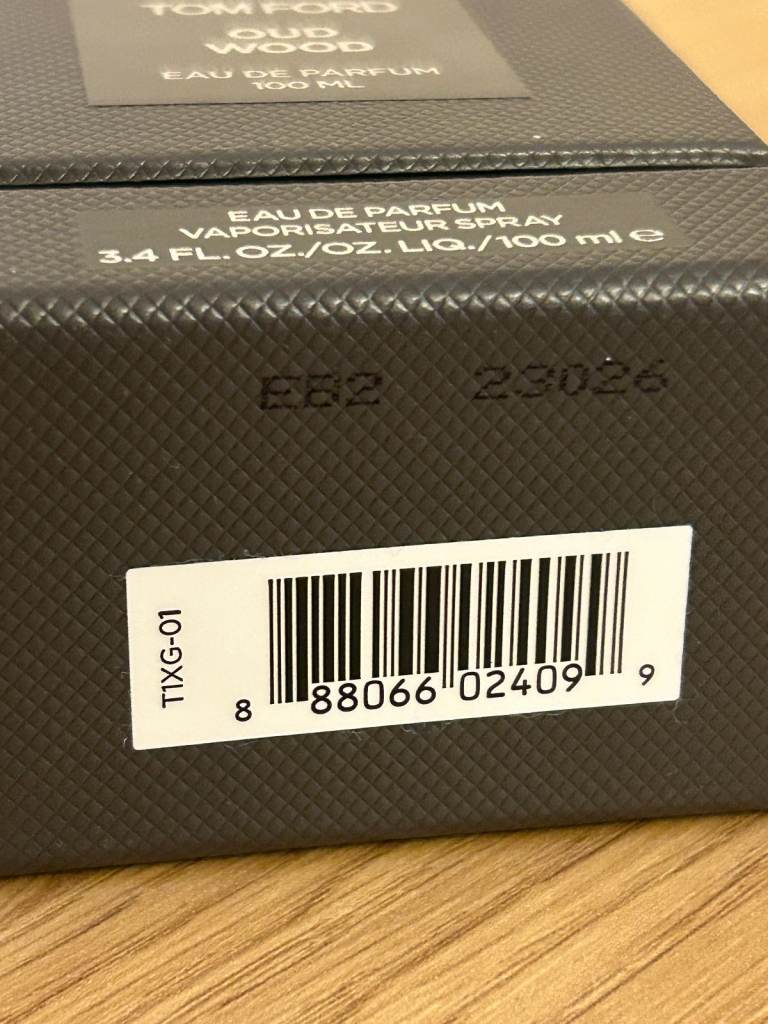 TOM FORD
OUD
WOOD
EAU DE PARFUM
100 ML
EAU DE PARFUM
VAPORISATEUR SPRAY
3.4 FL. OZ./OZ. LIQ./100 ml ℮
EB2 23026
T1XG-01
8 88066 02409 9